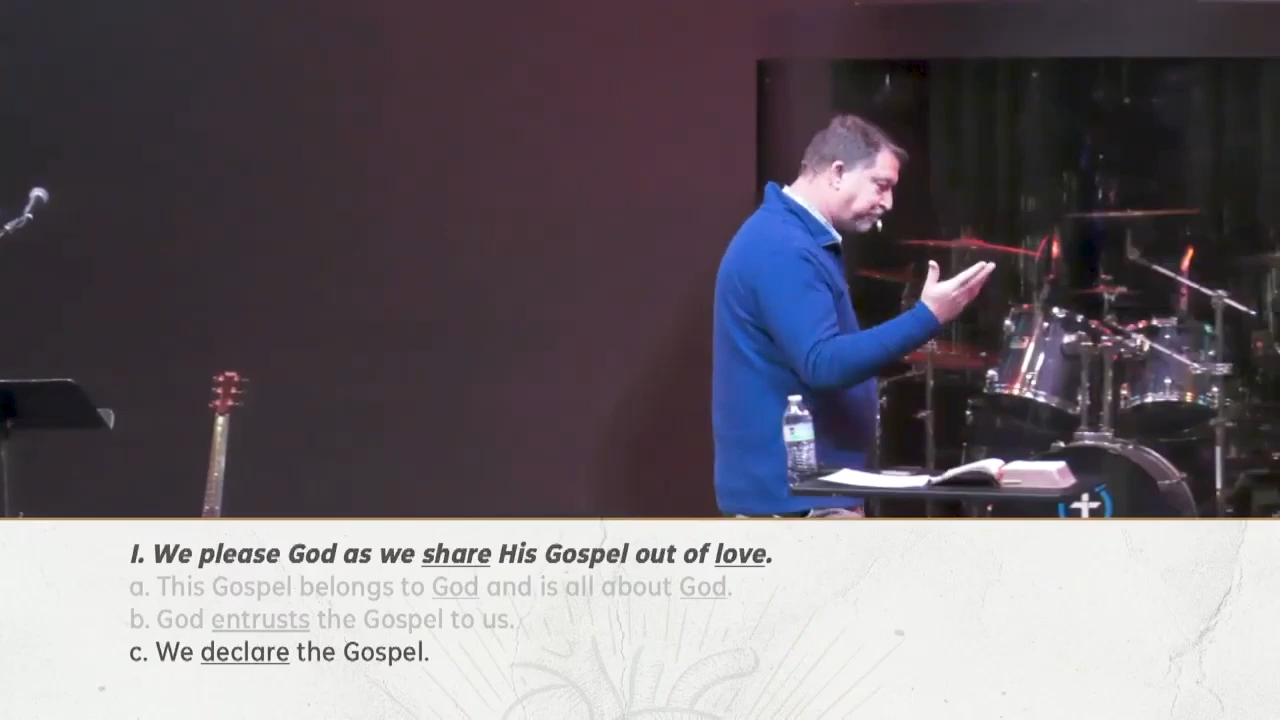 I. We please God as we share His Gospel out of love.
a. This Gospel belongs to God and is all about God.
b. God entrusts the Gospel to us.
c. We declare the Gospel.